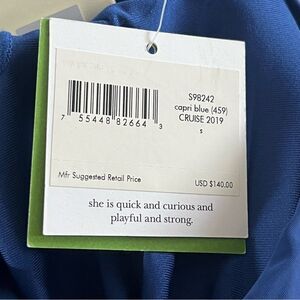 S98242
capri blue (459)
CRUISE 2019
s
7 55448 82664 3
Mfr Suggested Retail Price
USD $140.00
she is quick and curious and
playful and strong.